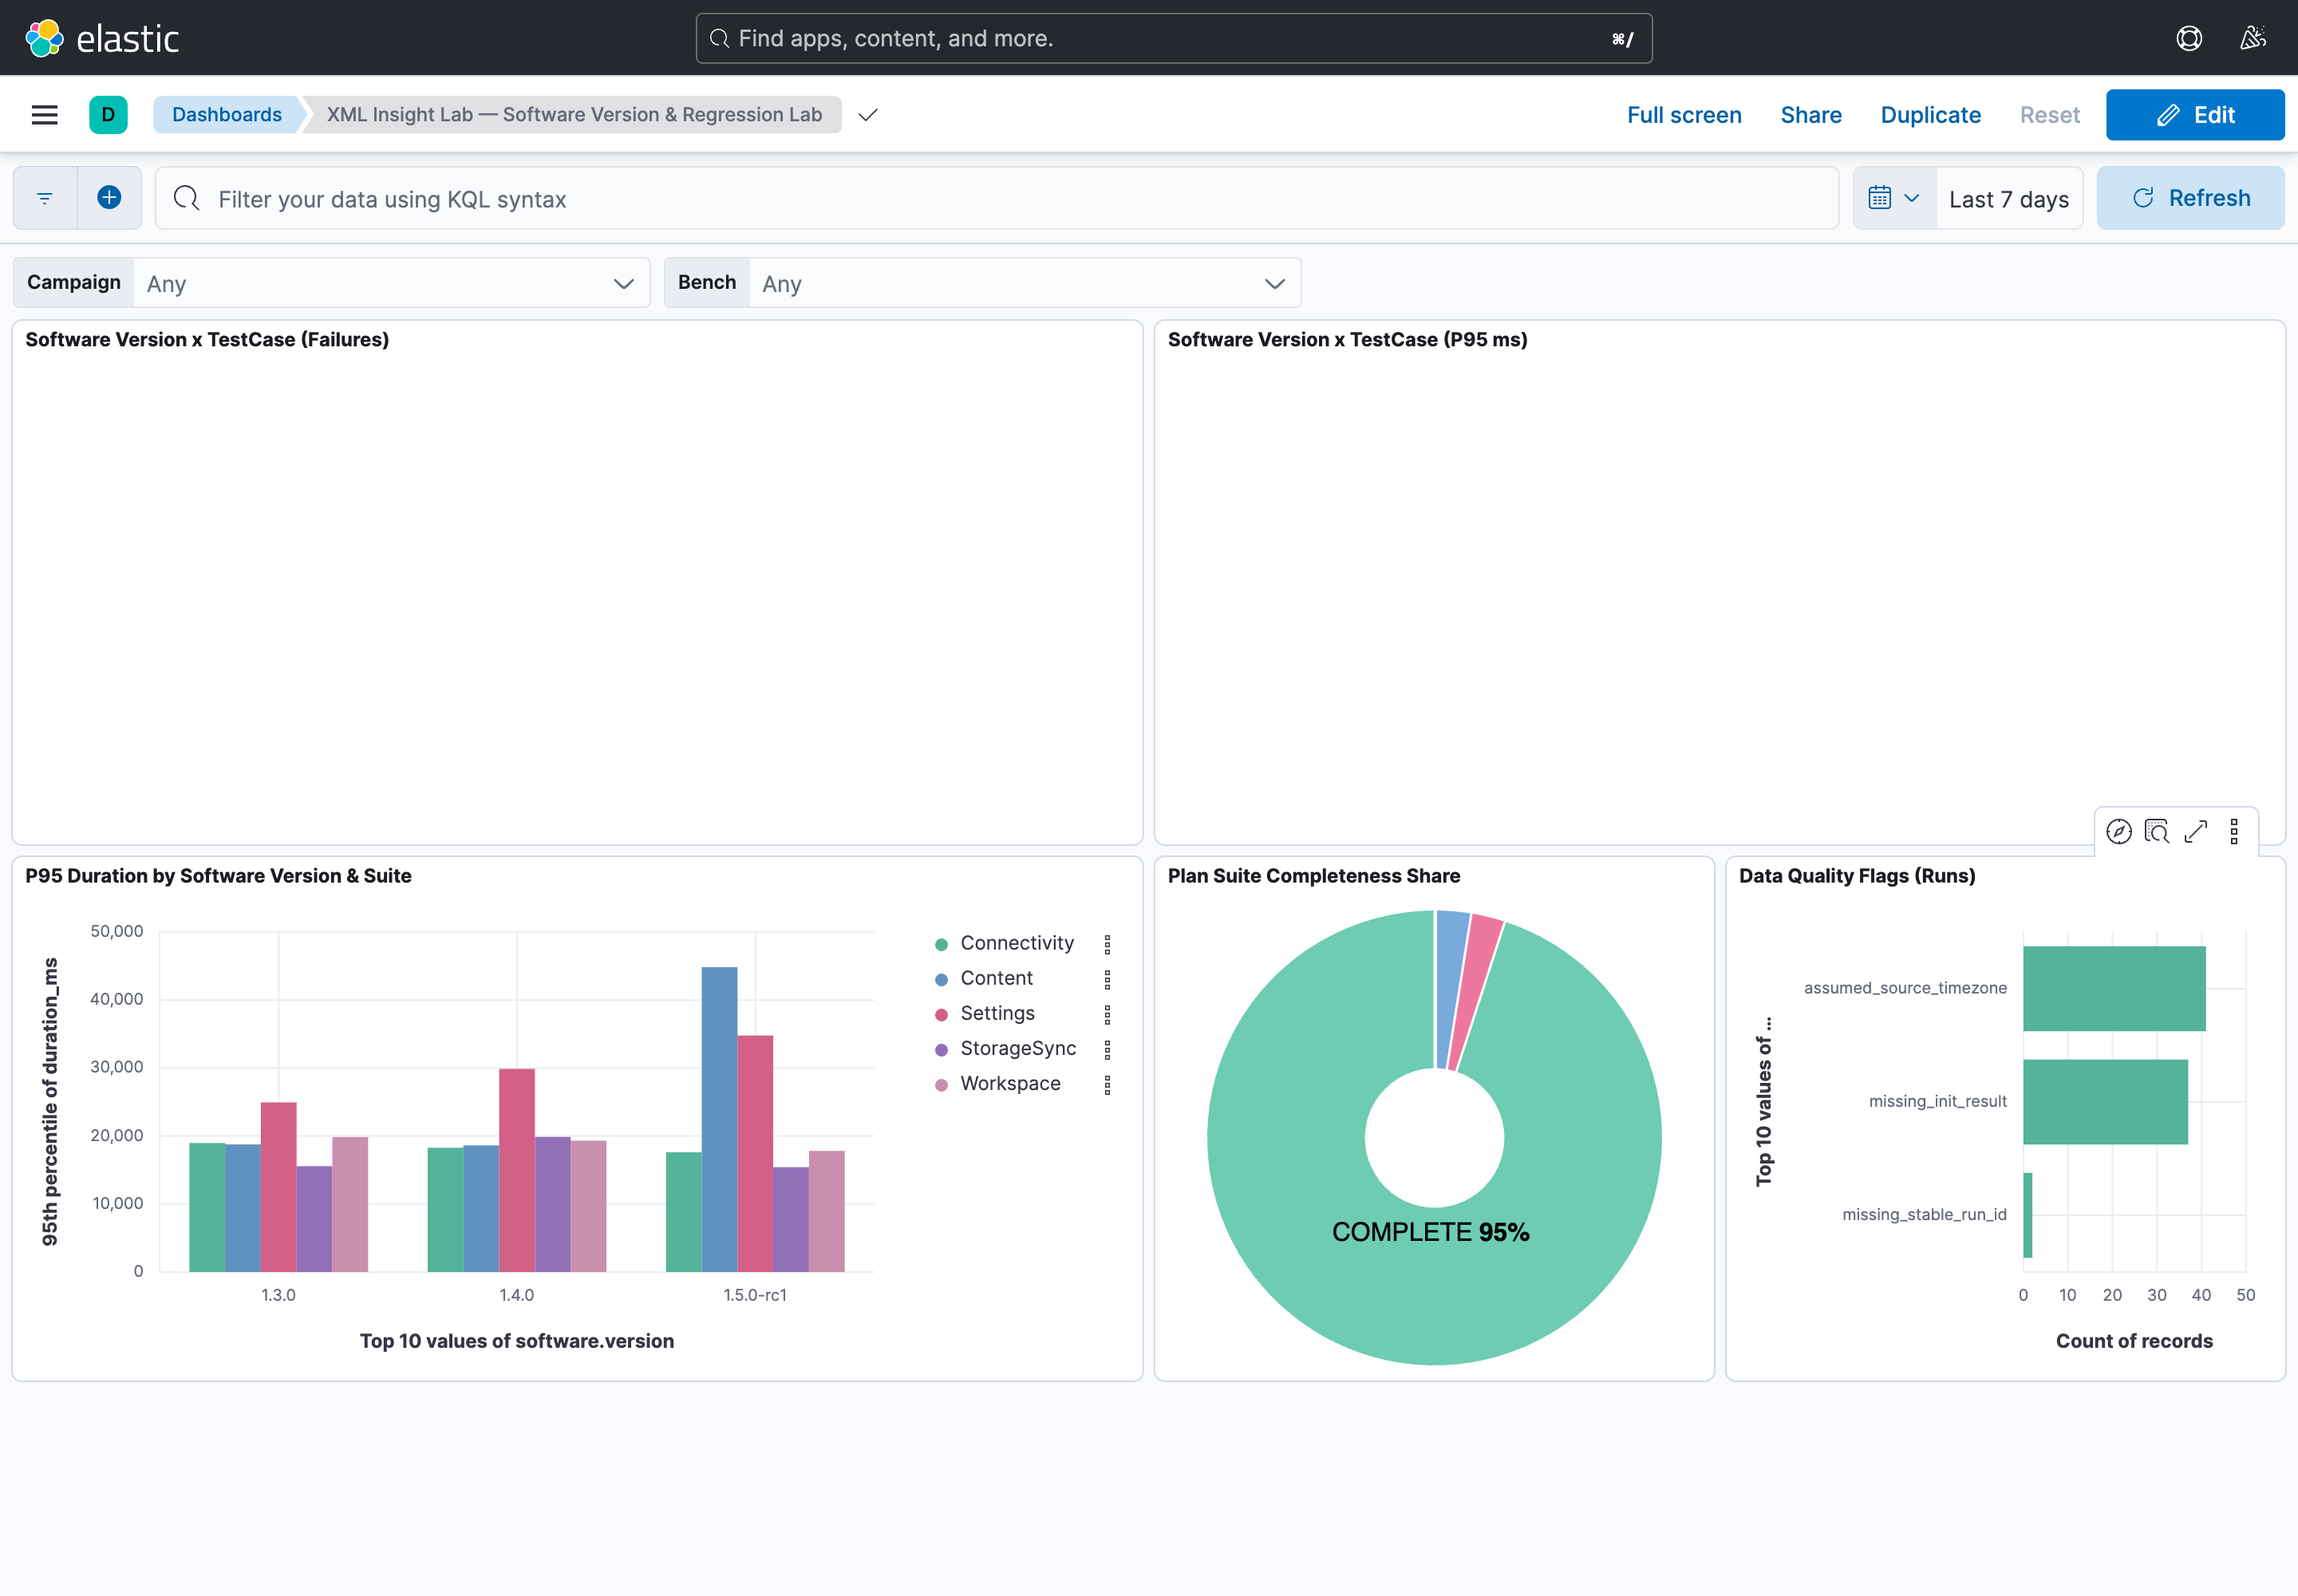 elastic
Find apps, content, and more.
⌘/
D
Dashboards
XML Insight Lab — Software Version & Regression Lab
Full screen
Share
Duplicate
Reset
Edit
Filter your data using KQL syntax
Last 7 days
Refresh
Campaign
Any
Bench
Any
Software Version x TestCase (Failures)
Software Version x TestCase (P95 ms)
P95 Duration by Software Version & Suite
95th percentile of duration_ms
50,000
40,000
30,000
20,000
10,000
0
1.3.0
1.4.0
1.5.0-rc1
Top 10 values of software.version
Connectivity
Content
Settings
StorageSync
Workspace
Plan Suite Completeness Share
COMPLETE 95%
Data Quality Flags (Runs)
Top 10 values of ...
assumed_source_timezone
missing_init_result
missing_stable_run_id
0 10 20 30 40 50
Count of records